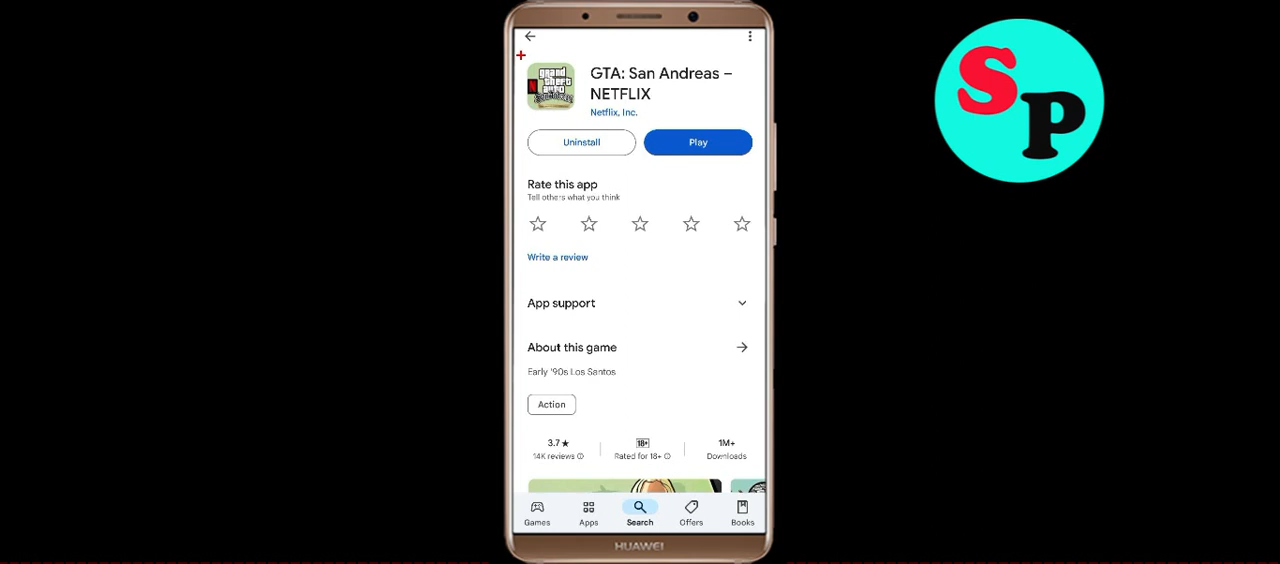 SP
GTA: San Andreas –
NETFLIX
Netflix, Inc.
Uninstall
Play
Rate this app
Tell others what you think
Write a review
App support
About this game
Early '90s Los Santos
Action
3.7★ 18+ 1M+
14K reviews Rated for 18+ Downloads
Games Apps Search Offers Books
HUAWEI